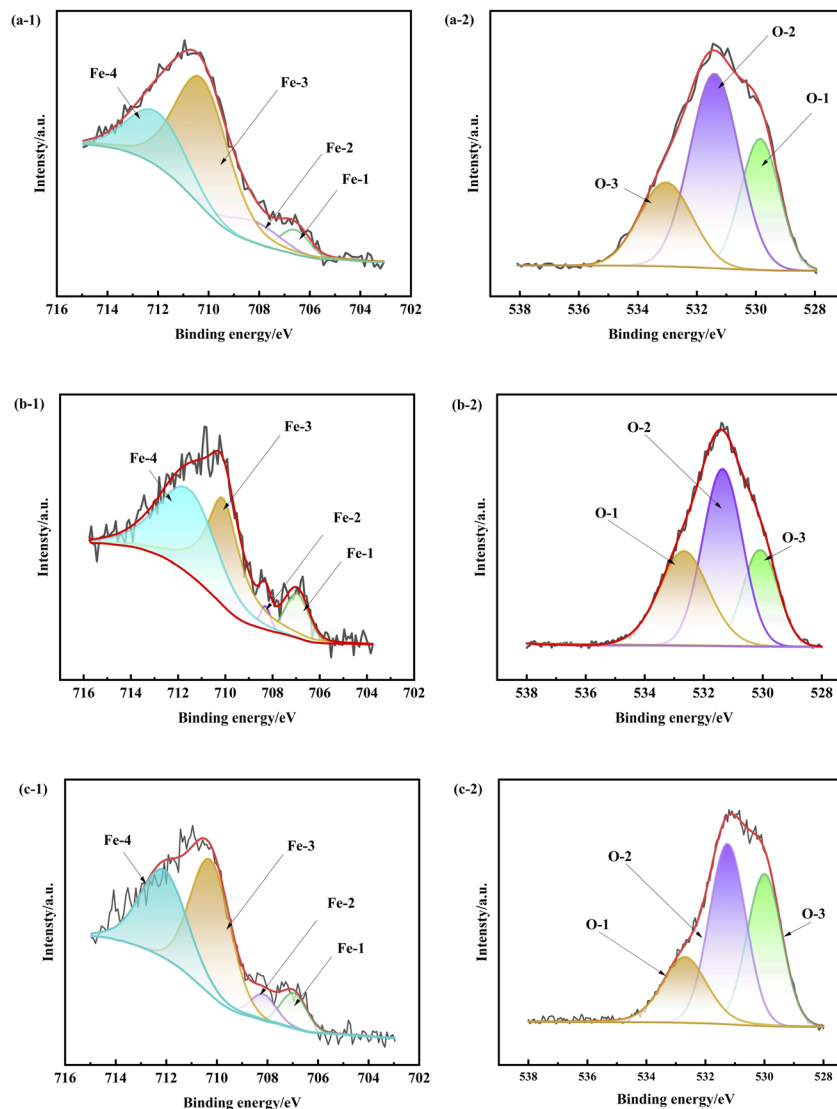 (a-1)
Fe-4
Fe-3
Fe-2
Fe-1
Intensty/a.u.
716 714 712 710 708 706 704 702
Binding energy/eV
(a-2)
O-2
O-1
O-3
Intensty/a.u.
538 536 534 532 530 528
Binding energy/eV
(b-1)
Fe-3
Fe-4
Fe-2
Fe-1
Intensty/a.u.
716 714 712 710 708 706 704 702
Binding energy/eV
(b-2)
O-2
O-1
O-3
Intensty/a.u.
538 536 534 532 530 528
Binding energy/eV
(c-1)
Fe-4
Fe-3
Fe-2
Fe-1
Intensty/a.u.
716 714 712 710 708 706 704 702
Binding energy/eV
(c-2)
O-2
O-3
O-1
Intensty/a.u.
538 536 534 532 530 528
Binding energy/eV